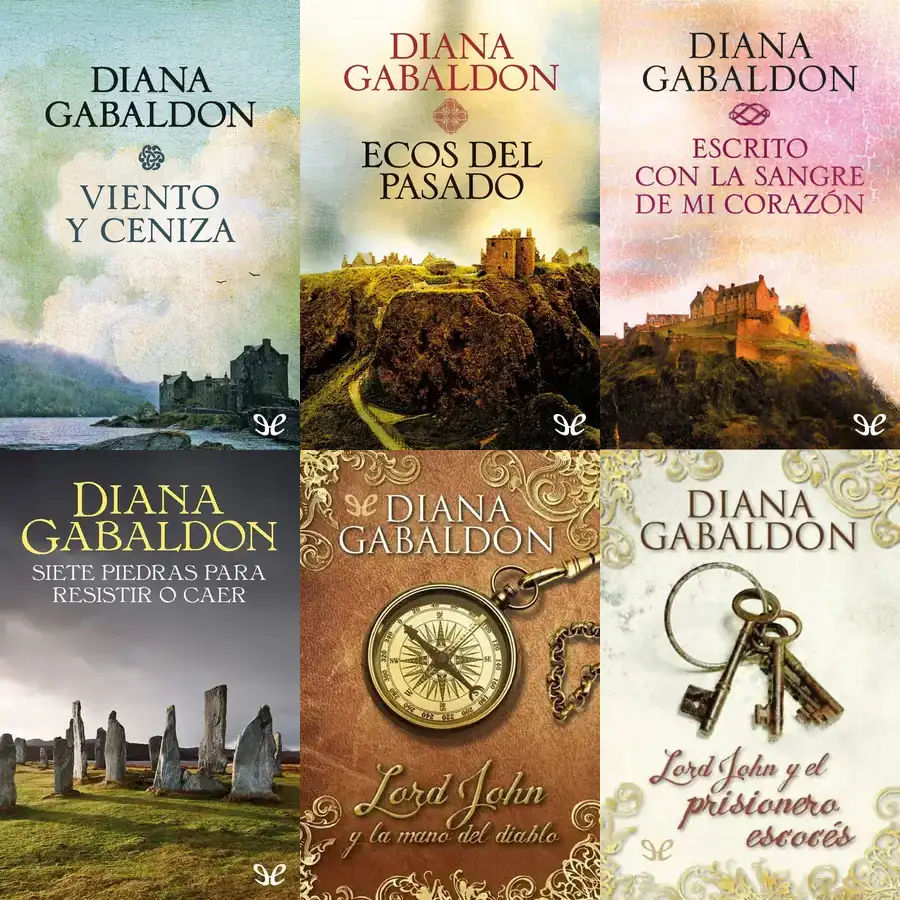 DIANA
GABALDON
VIENTO
Y CENIZA
DIANA
GABALDON
ECOS DEL
PASADO
DIANA
GABALDON
ESCRITO
CON LA SANGRE
DE MI CORAZÓN
DIANA
GABALDON
SIETE PIEDRAS PARA
RESISTIR O CAER
DIANA
GABALDON
Lord John
y la mano del diablo
DIANA
GABALDON
Lord John y el
prisionero
escocés